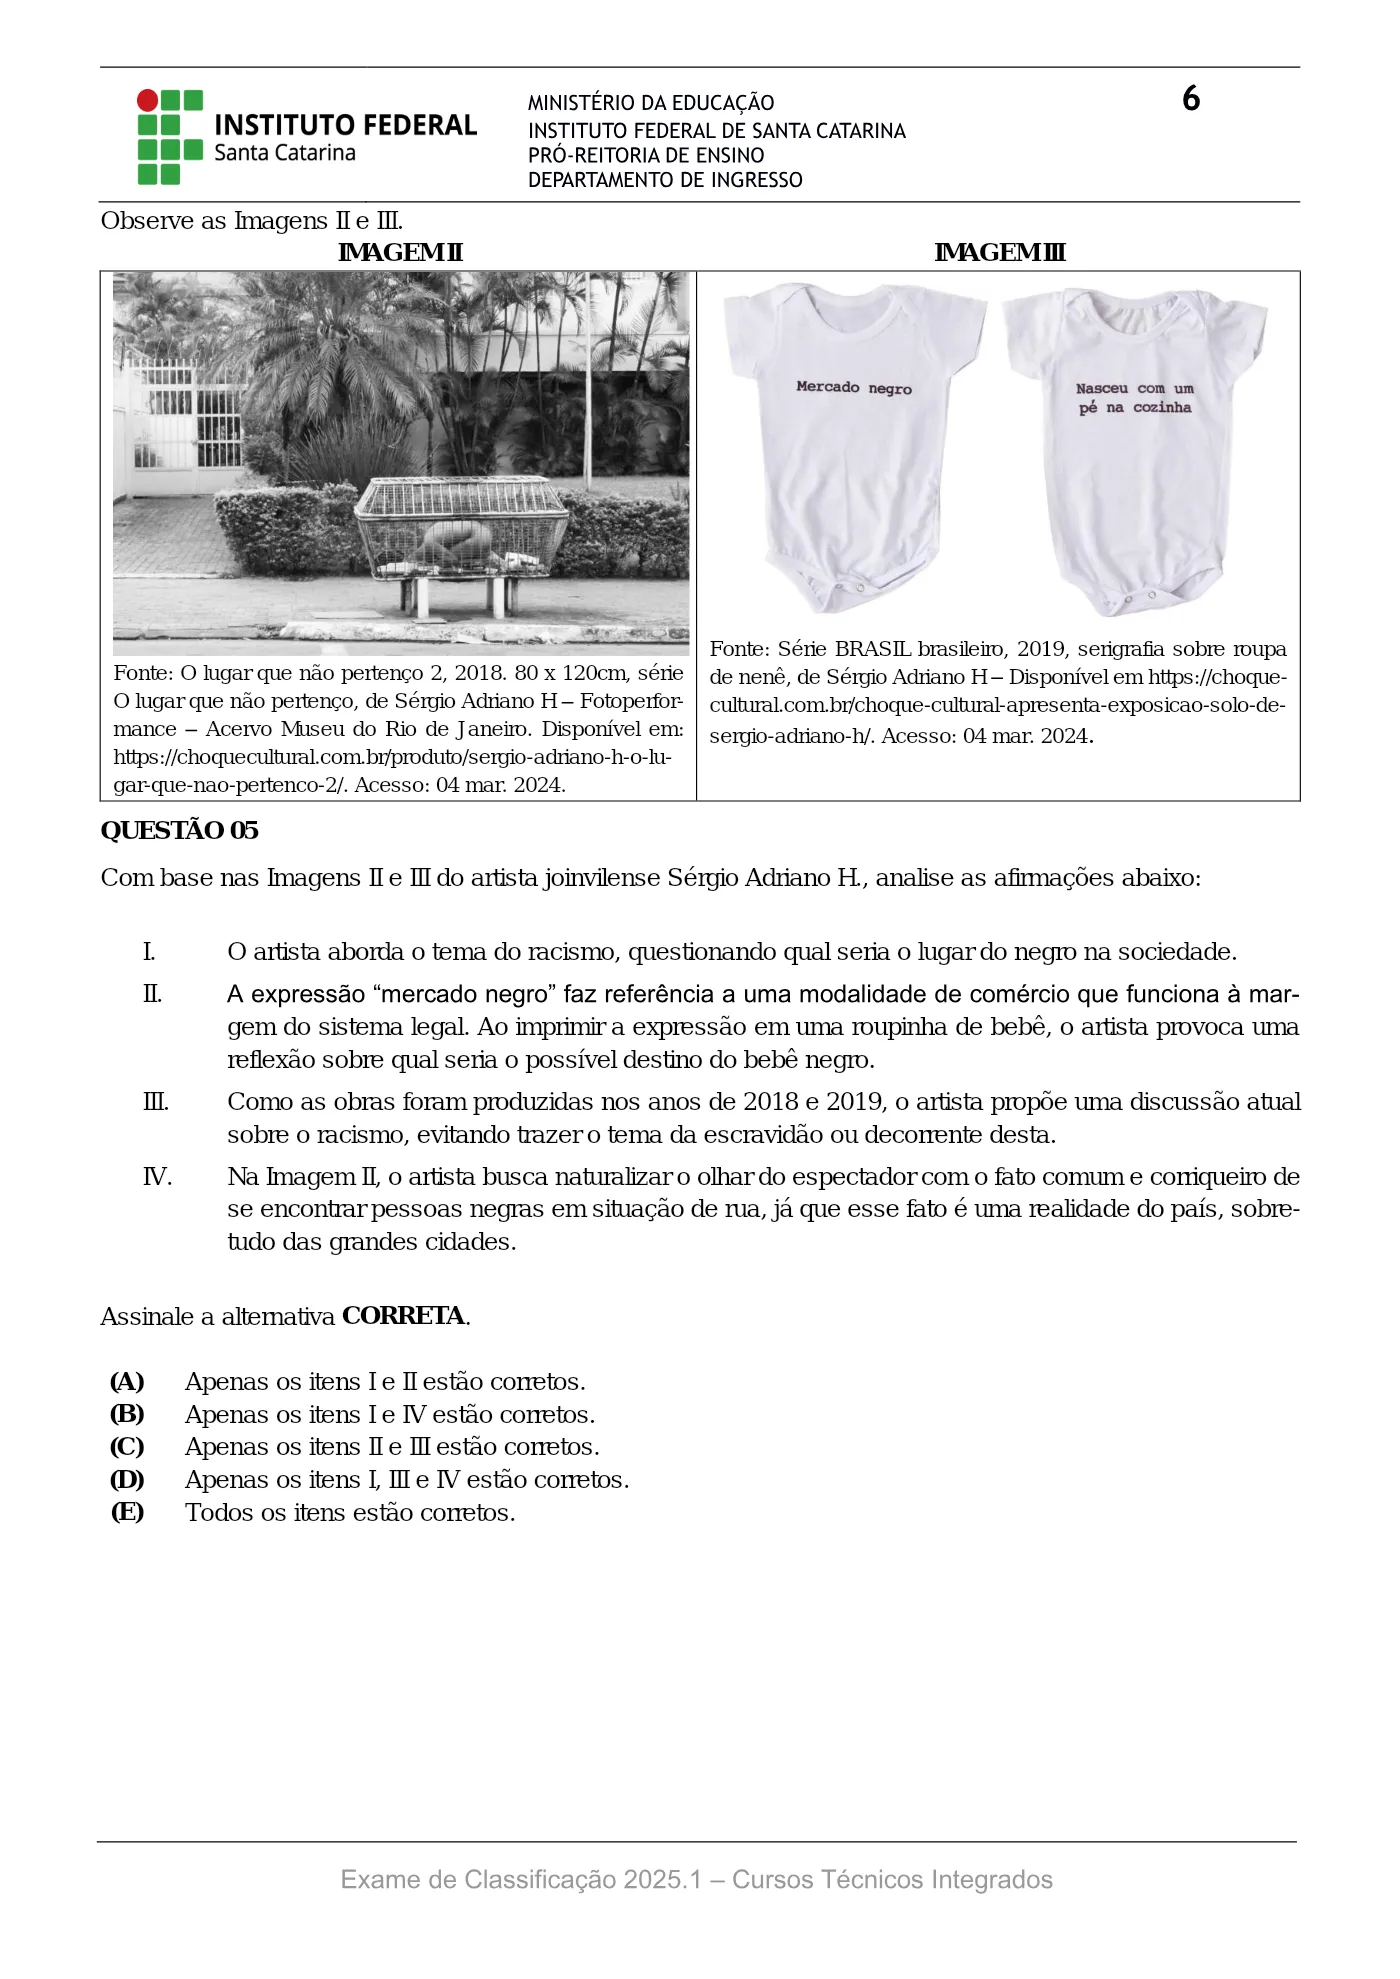 INSTITUTO FEDERAL
Santa Catarina
MINISTÉRIO DA EDUCAÇÃO
INSTITUTO FEDERAL DE SANTA CATARINA
PRÓ-REITORIA DE ENSINO
DEPARTAMENTO DE INGRESSO
6
Observe as Imagens II e III.
IMAGEM II
IMAGEM III
Fonte: O lugar que não pertenço 2, 2018. 80 x 120cm, série
O lugar que não pertenço, de Sérgio Adriano H – Fotoperfor-
mance – Acervo Museu do Rio de Janeiro. Disponível em:
https://choquecultural.com.br/produto/sergio-adriano-h-o-lu-
gar-que-nao-pertenco-2/. Acesso: 04 mar. 2024.
Mercado negro
Nasceu com um
pé na cozinha
Fonte: Série BRASIL brasileiro, 2019, serigrafia sobre roupa
de nenê, de Sérgio Adriano H – Disponível em https://choque-
cultural.com.br/choque-cultural-apresenta-exposicao-solo-de-
sergio-adriano-h/. Acesso: 04 mar. 2024.
QUESTÃO 05
Com base nas Imagens II e III do artista joinvilense Sérgio Adriano H., analise as afirmações abaixo:
I. O artista aborda o tema do racismo, questionando qual seria o lugar do negro na sociedade.
II. A expressão “mercado negro” faz referência a uma modalidade de comércio que funciona à mar-
gem do sistema legal. Ao imprimir a expressão em uma roupinha de bebê, o artista provoca uma
reflexão sobre qual seria o possível destino do bebê negro.
III. Como as obras foram produzidas nos anos de 2018 e 2019, o artista propõe uma discussão atual
sobre o racismo, evitando trazer o tema da escravidão ou decorrente desta.
IV. Na Imagem II, o artista busca naturalizar o olhar do espectador com o fato comum e corriqueiro de
se encontrar pessoas negras em situação de rua, já que esse fato é uma realidade do país, sobre-
tudo das grandes cidades.
Assinale a alternativa CORRETA.
(A) Apenas os itens I e II estão corretos.
(B) Apenas os itens I e IV estão corretos.
(C) Apenas os itens II e III estão corretos.
(D) Apenas os itens I, III e IV estão corretos.
(E) Todos os itens estão corretos.
Exame de Classificação 2025.1 – Cursos Técnicos Integrados